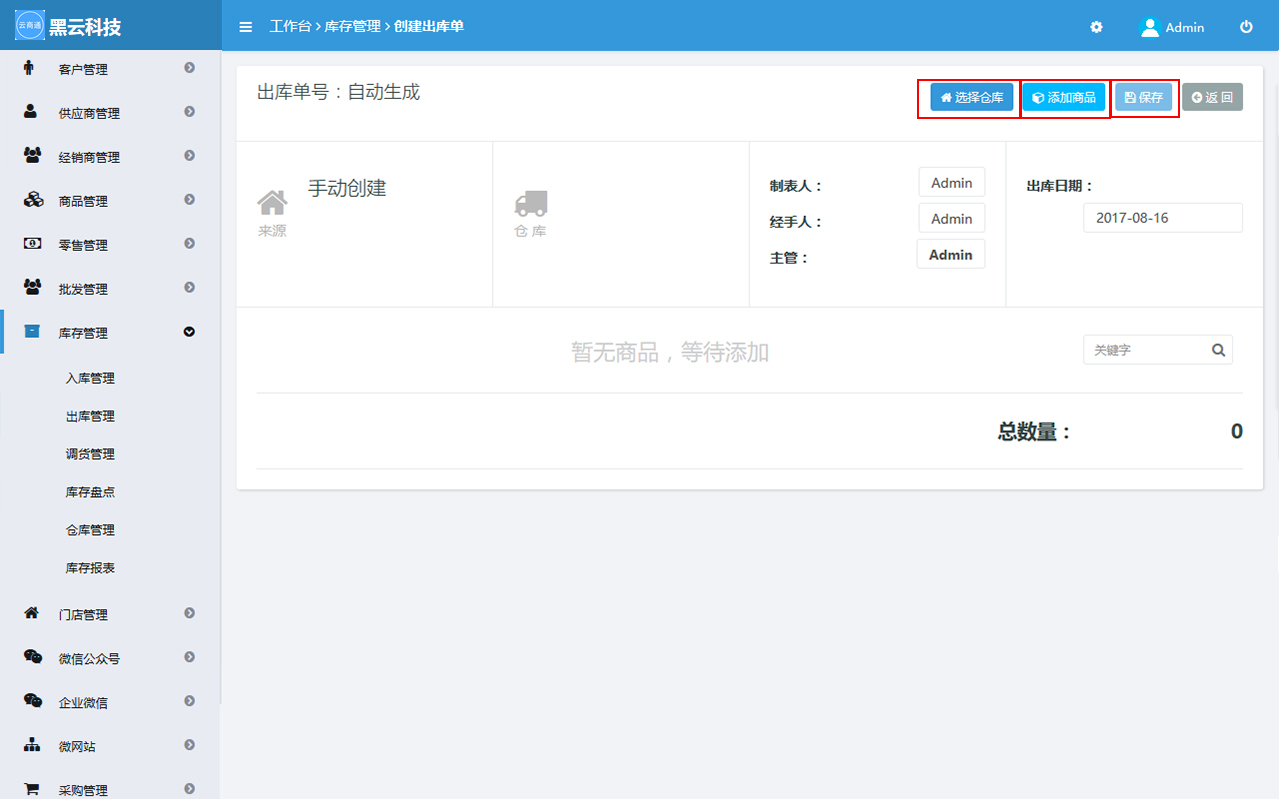 云商通 黑云科技
工作台 > 库存管理 > 创建出库单
Admin
客户管理
供应商管理
经销商管理
商品管理
零售管理
批发管理
库存管理
入库管理
出库管理
调货管理
库存盘点
仓库管理
库存报表
门店管理
微信公众号
企业微信
微网站
采购管理
出库单号：自动生成
选择仓库 添加商品 保存 返 回
手动创建
来源
仓 库
制表人： Admin
经手人： Admin
主管： Admin
出库日期：
2017-08-16
暂无商品，等待添加
关键字
总数量： 0